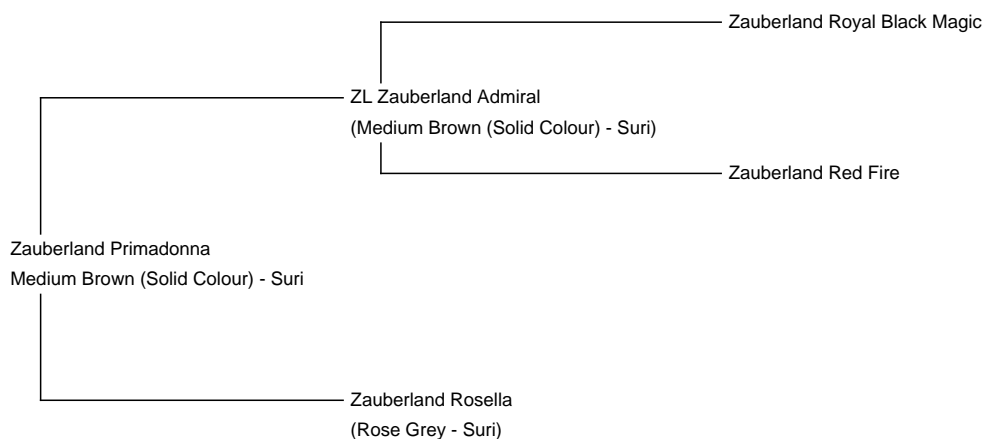 Zauberland Royal Black Magic
ZL Zauberland Admiral
(Medium Brown (Solid Colour) - Suri)
Zauberland Red Fire
Zauberland Primadonna
Medium Brown (Solid Colour) - Suri
Zauberland Rosella
(Rose Grey - Suri)